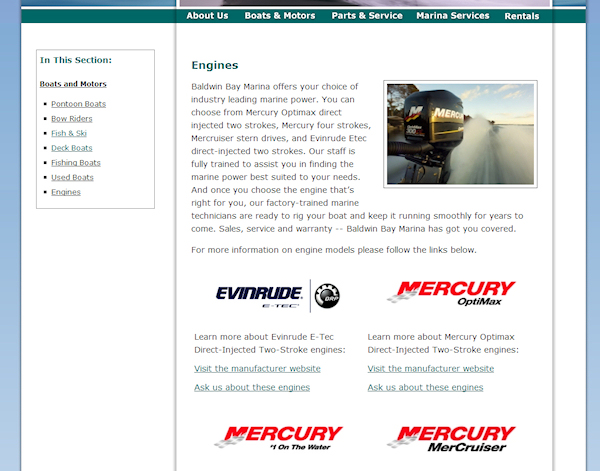 About Us Boats & Motors Parts & Service Marina Services Rentals
In This Section:
Boats and Motors
Pontoon Boats
Bow Riders
Fish & Ski
Deck Boats
Fishing Boats
Used Boats
Engines
Engines
Baldwin Bay Marina offers your choice of
industry leading marine power. You can
choose from Mercury Optimax direct
injected two strokes, Mercury four strokes,
Mercruiser stern drives, and Evinrude Etec
direct-injected two strokes. Our staff is
fully trained to assist you in finding the
marine power best suited to your needs.
And once you choose the engine that's
right for you, our factory-trained marine
technicians are ready to rig your boat and keep it running smoothly for years to
come. Sales, service and warranty -- Baldwin Bay Marina has got you covered.
MERCURY
OptiMax
300
For more information on engine models please follow the links below.
EVINRUDE
E-TEC
BRP
MERCURY
OptiMax
Learn more about Evinrude E-Tec
Direct-Injected Two-Stroke engines:
Visit the manufacturer website
Ask us about these engines
Learn more about Mercury Optimax
Direct-Injected Two-Stroke engines:
Visit the manufacturer website
Ask us about these engines
MERCURY
#1 On The Water
MERCURY
MerCruiser